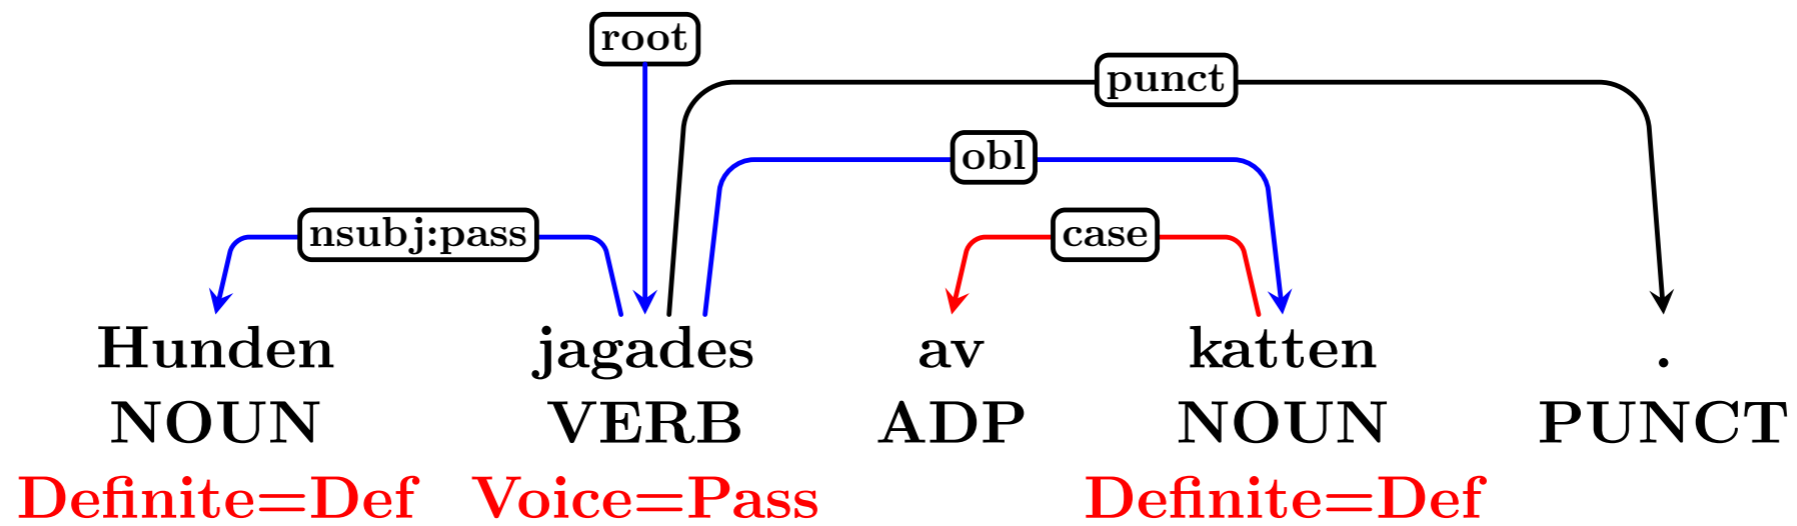 root
punct
obl
nsubj:pass case
Hunden jagades av katten .
NOUN VERB ADP NOUN PUNCT
Definite=Def Voice=Pass Definite=Def